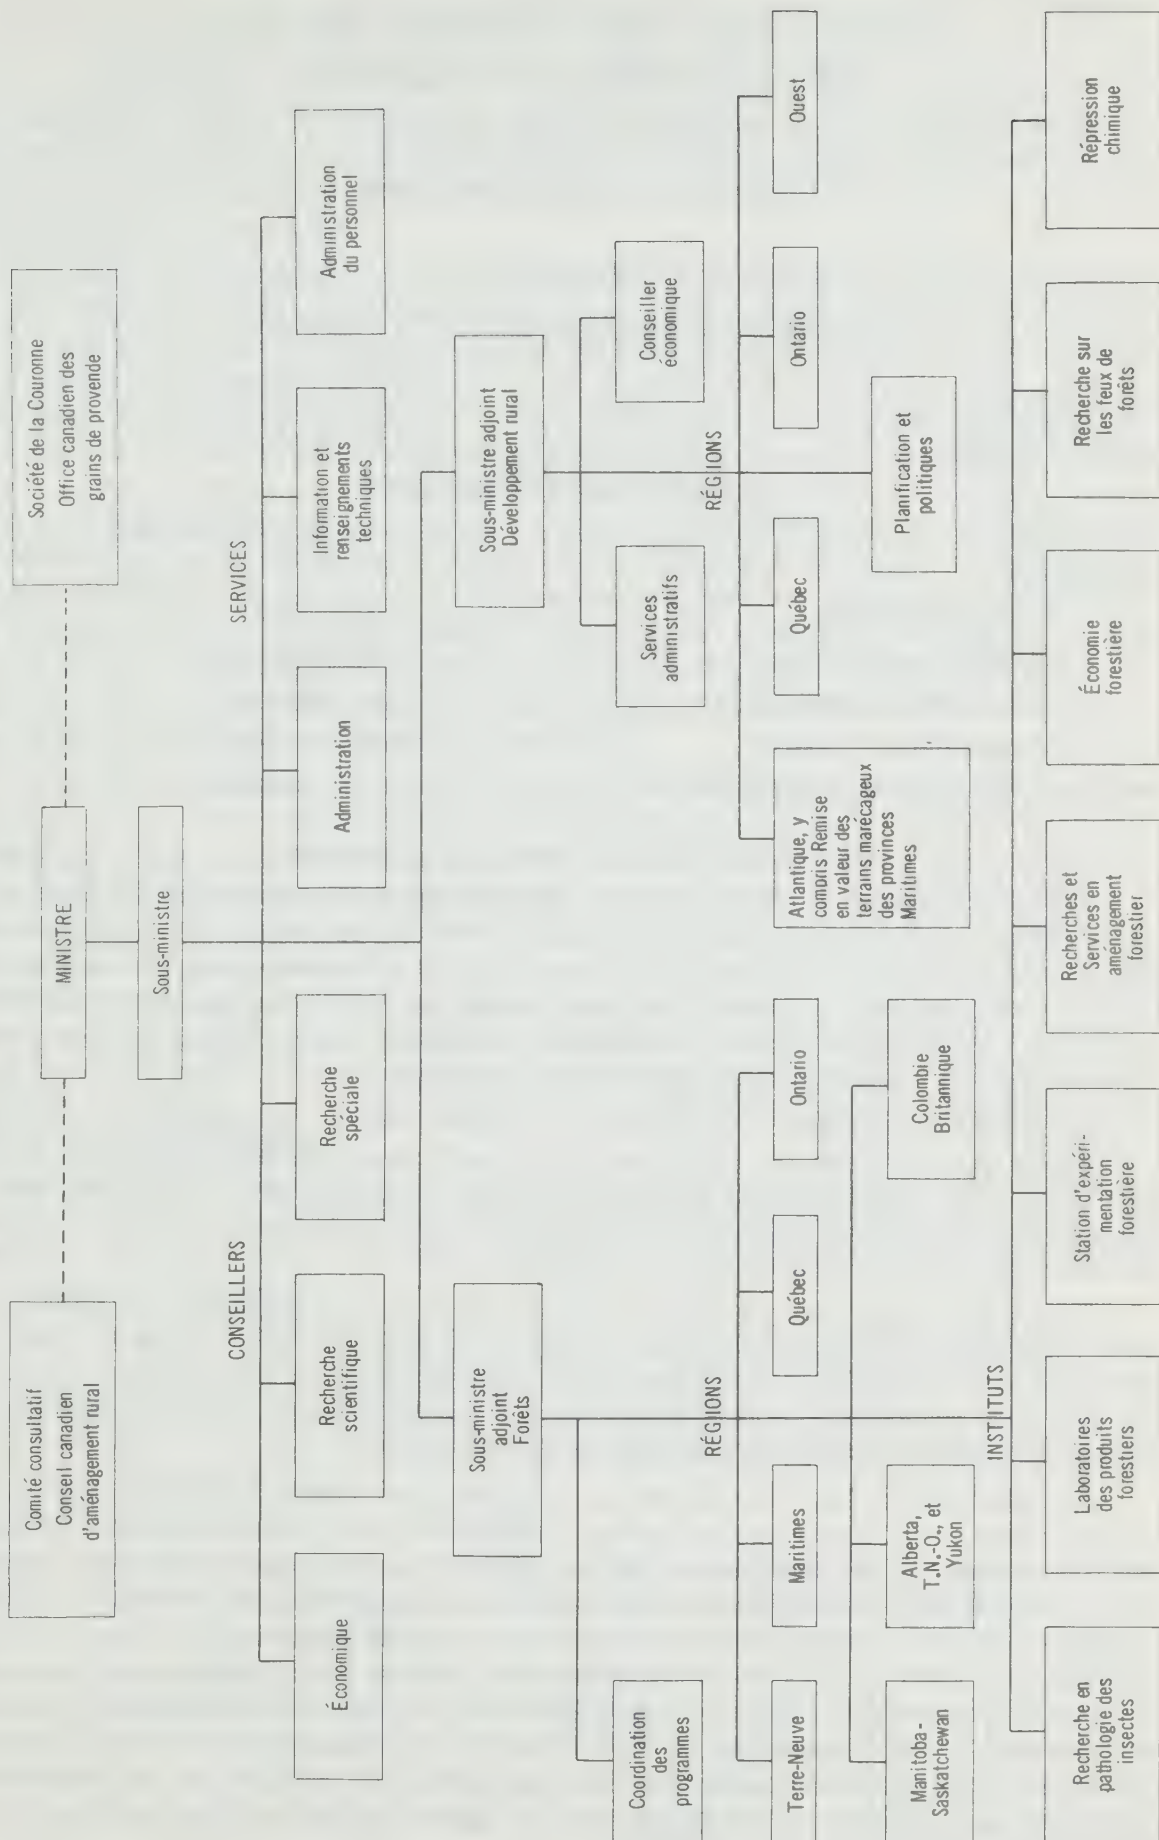 Comité consultatif
Conseil canadien
d'aménagement rural
MINISTRE
Société de la Couronne
Office canadien des
grains de provende
Sous-ministre
CONSEILLERS
SERVICES
Économique
Recherche
scientifique
Recherche
spéciale
Administration
Information et
renseignements
techniques
Administration
du personnel
Sous-ministre
adjoint
Forêts
Sous-ministre adjoint
Développement rural
Coordination
des
programmes
Services
administratifs
Conseiller
économique
RÉGIONS
RÉGIONS
Terre-Neuve
Maritimes
Québec
Ontario
Atlantique, y
compris Remise
en valeur des
terrains marécageux
des provinces
Maritimes
Québec
Ontario
Ouest
Manitoba-
Saskatchewan
Alberta,
T.N.-O., et
Yukon
Colombie
Britannique
Planification et
politiques
INSTITUTS
Recherche en
pathologie des
insectes
Laboratoires
des produits
forestiers
Station d'expéri-
mentation
forestière
Recherches et
Services en
aménagement
forestier
Économie
forestière
Recherche sur
les feux de
forêts
Répression
chimique